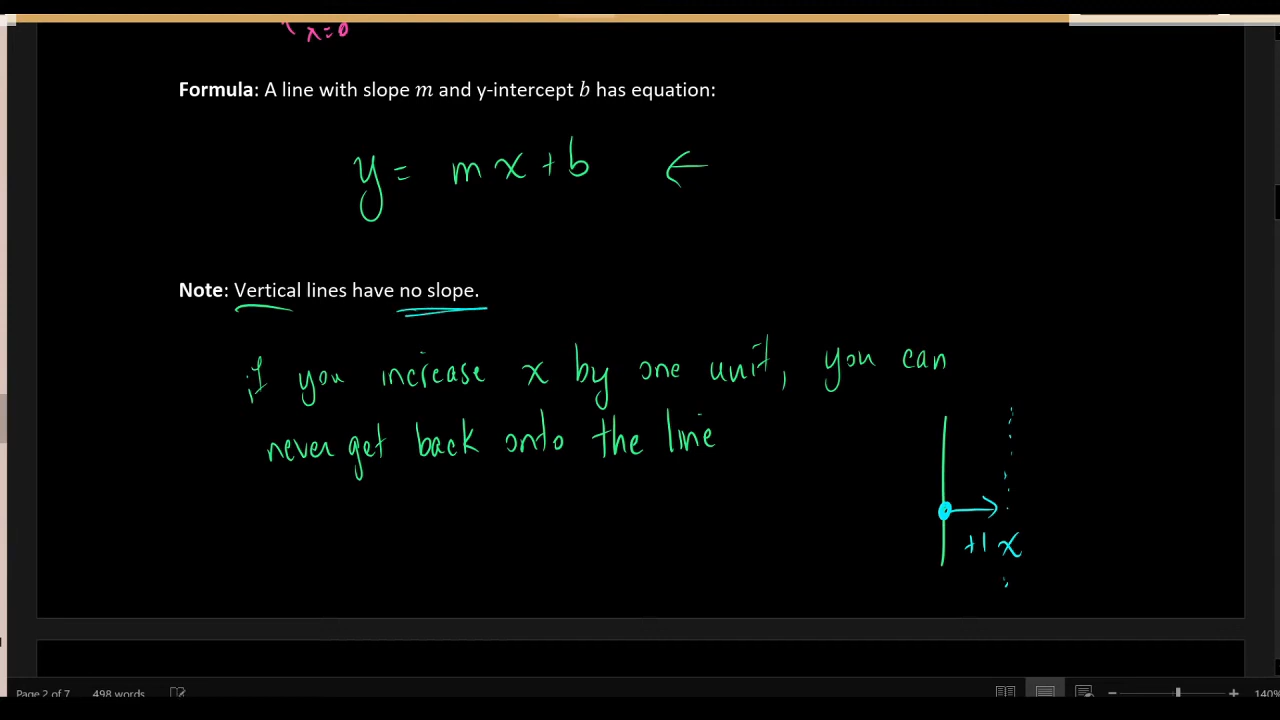 x=0
Formula: A line with slope m and y-intercept b has equation:
y = mx+b ←
Note: Vertical lines have no slope.
if you increase x by one unit, you can
never get back onto the line
+1 x
Page 2 of 7 498 words
140%